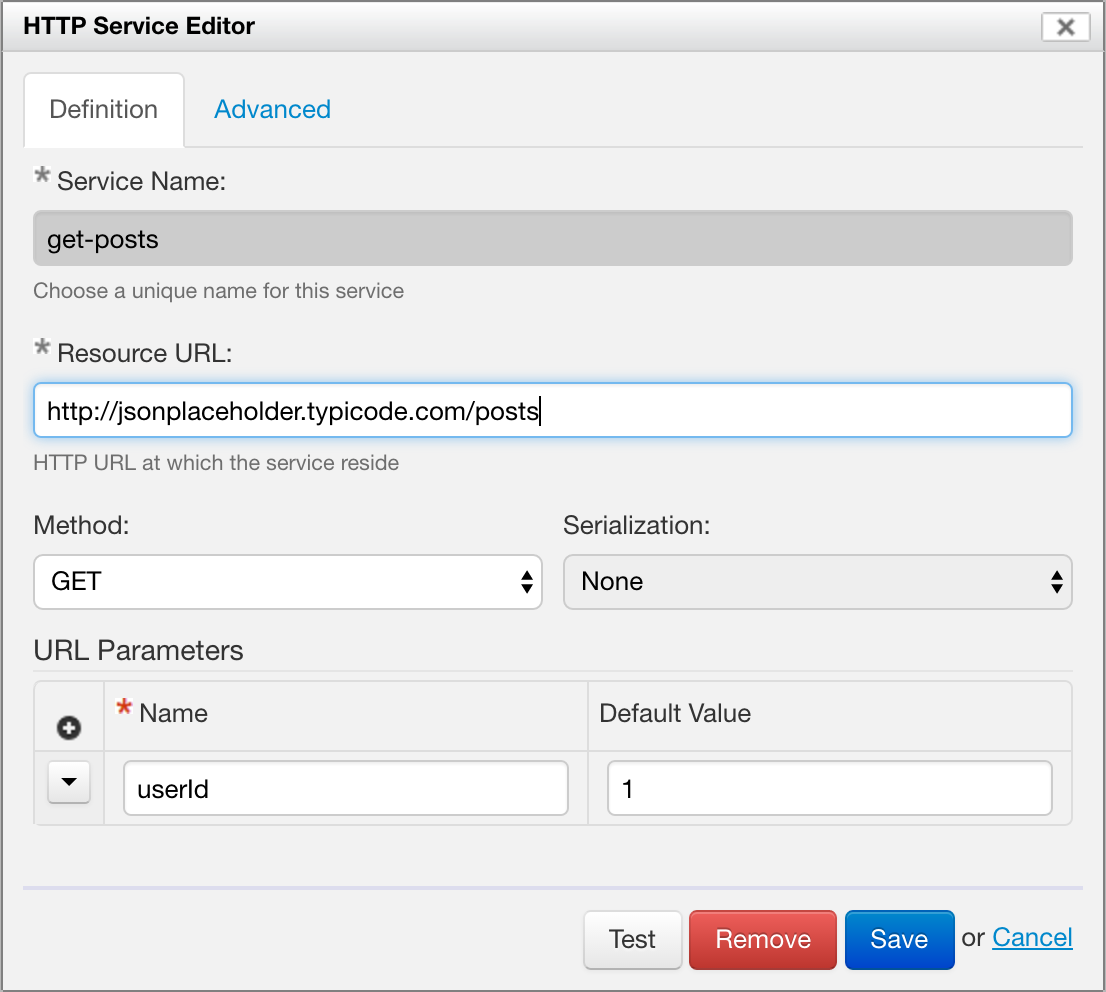 HTTP Service Editor
Definition Advanced
* Service Name:
get-posts
Choose a unique name for this service
* Resource URL:
http://jsonplaceholder.typicode.com/posts
HTTP URL at which the service reside
Method: Serialization:
GET None
URL Parameters
* Name Default Value
userId 1
Test Remove Save or Cancel